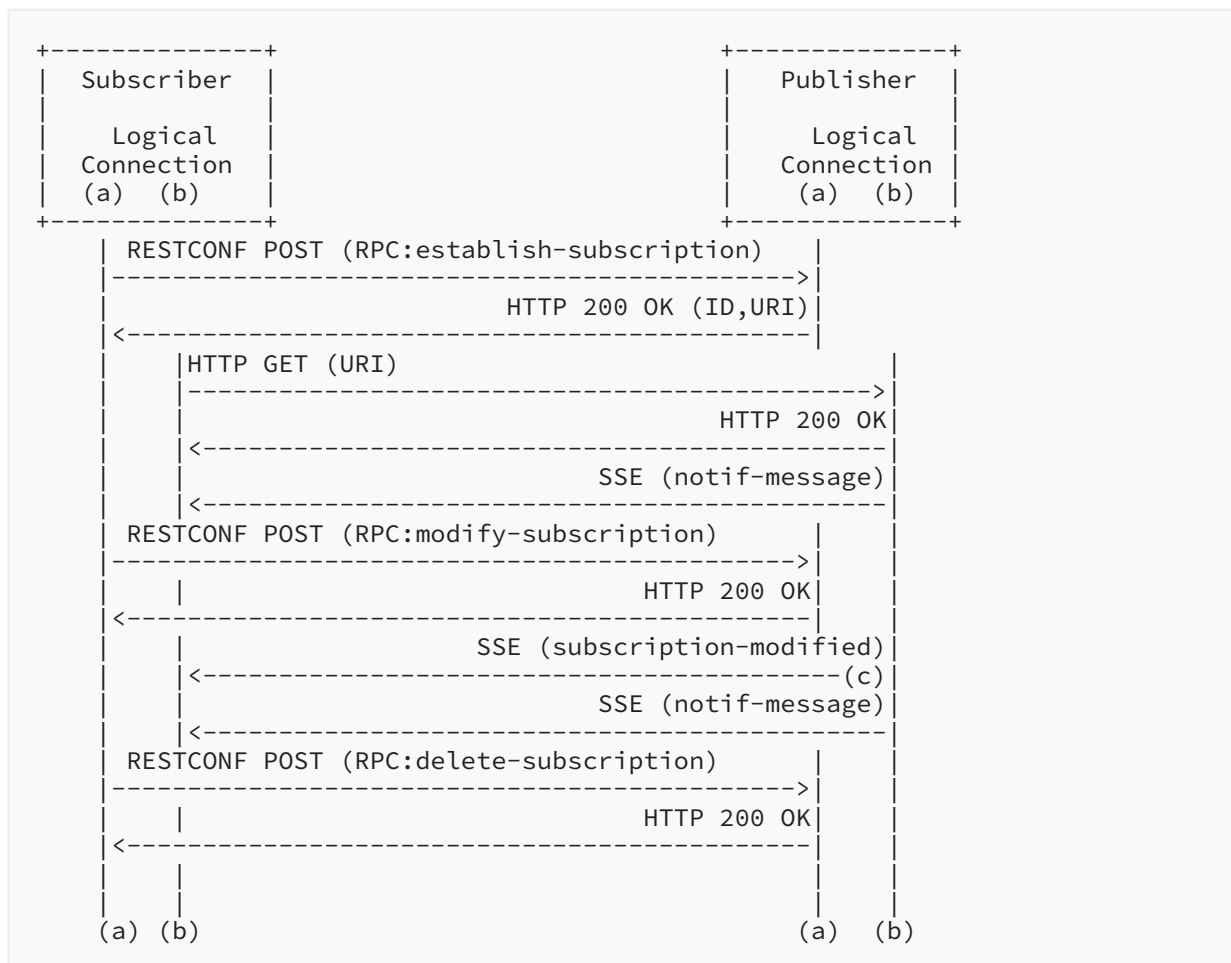 +--------------+ +--------------+
| Subscriber | | Publisher |
| | | |
| Logical | | Logical |
| Connection | | Connection |
| (a) (b) | | (a) (b) |
+--------------+ +--------------+
| RESTCONF POST (RPC:establish-subscription) |
|--------------------------------------------->|
| HTTP 200 OK (ID,URI)|
|<---------------------------------------------|
| |HTTP GET (URI) |
| |--------------------------------------------->|
| | HTTP 200 OK|
| |<---------------------------------------------|
| | SSE (notif-message)|
| |<---------------------------------------------|
| RESTCONF POST (RPC:modify-subscription) | |
|--------------------------------------------->| |
| | HTTP 200 OK| |
|<---------------------------------------------| |
| | SSE (subscription-modified)|
| |<------------------------------------------(c)|
| | SSE (notif-message)|
| |<---------------------------------------------|
| RESTCONF POST (RPC:delete-subscription) | |
|--------------------------------------------->| |
| | HTTP 200 OK| |
|<---------------------------------------------| |
| | | |
| | | |
(a) (b) (a) (b)